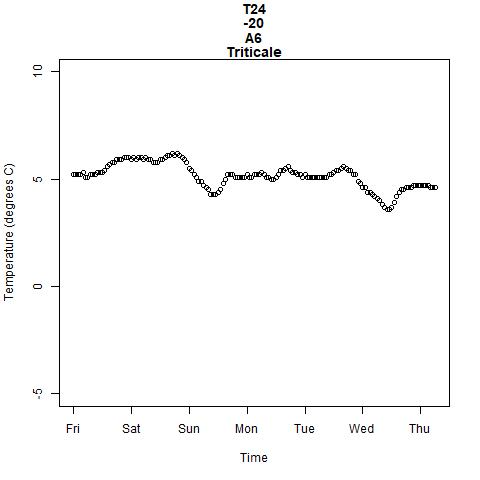 T24
-20
A6
Triticale
10
5
0
-5
Temperature (degrees C)
Fri Sat Sun Mon Tue Wed Thu
Time